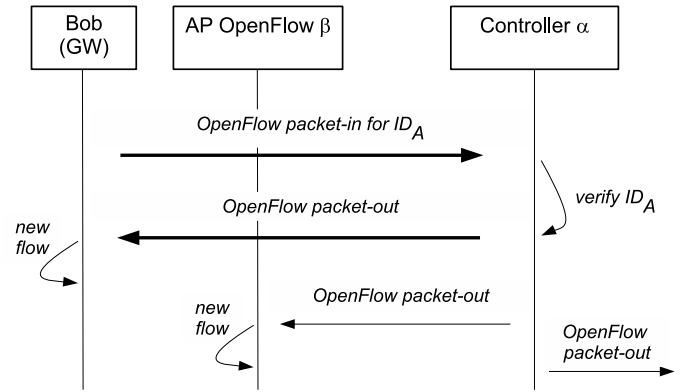 Bob
(GW)
AP OpenFlow β
Controller α
OpenFlow packet-in for ID_A
verify ID_A
OpenFlow packet-out
new
flow
OpenFlow packet-out
new
flow
OpenFlow
packet-out